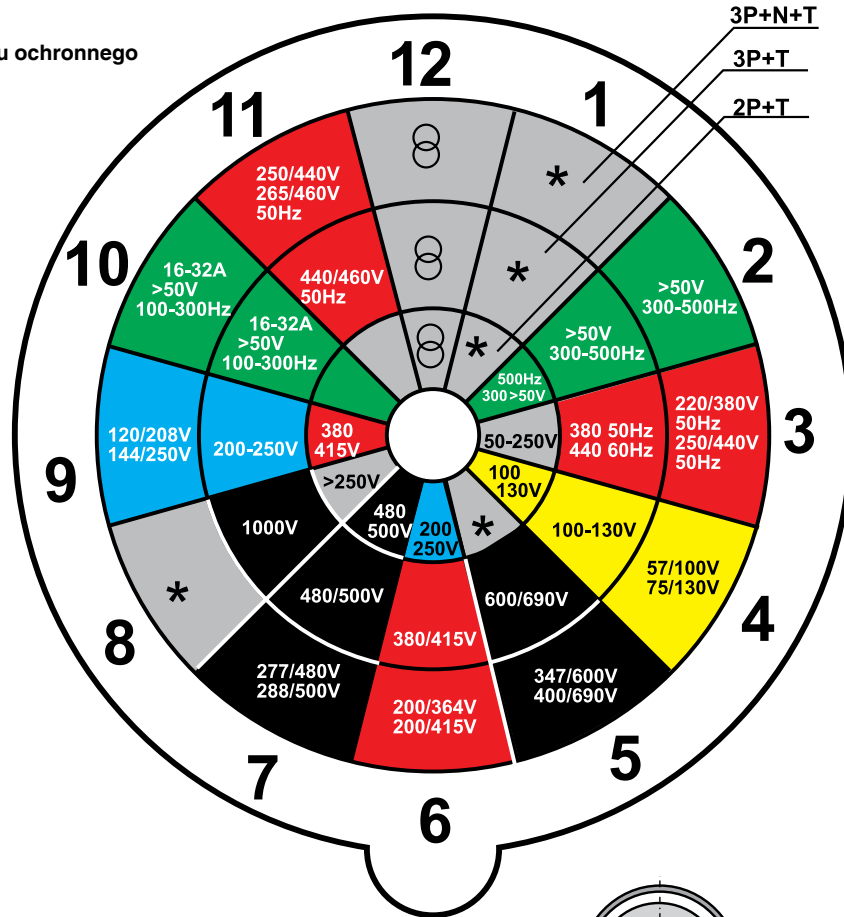 u ochronnego
3P+N+T
3P+T
2P+T
12
1
2
3
4
5
6
7
8
9
10
11
*
*
*
>50V
300-500Hz
>50V
300-500Hz
500Hz
300>50V
220/380V
50Hz
250/440V
50Hz
380 50Hz
440 60Hz
50-250V
57/100V
75/130V
100-130V
100
130V
347/600V
400/690V
600/690V
*
200/364V
200/415V
380/415V
200
250V
277/480V
288/500V
480/500V
480
500V
*
1000V
>250V
120/208V
144/250V
200-250V
380
415V
16-32A
>50V
100-300Hz
16-32A
>50V
100-300Hz
250/440V
265/460V
50Hz
440/460V
50Hz